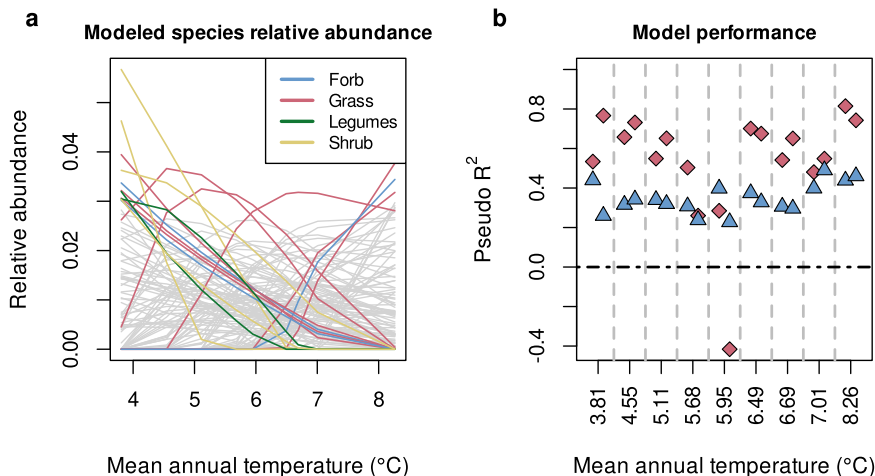 a
Modeled species relative abundance
Forb
Grass
Legumes
Shrub
Relative abundance
0.04
0.02
0.00
4 5 6 7 8
Mean annual temperature (°C)
b
Model performance
Pseudo R²
0.8
0.4
0.0
-0.4
3.81 4.55 5.11 5.68 5.95 6.49 6.69 7.01 8.26
Mean annual temperature (°C)